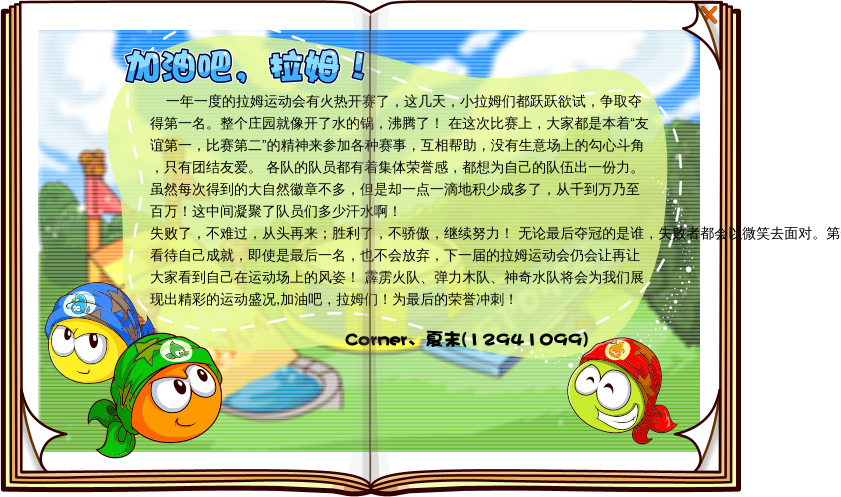 加油吧，拉姆！
一年一度的拉姆运动会有火热开赛了，这几天，小拉姆们都跃跃欲试，争取夺
得第一名。整个庄园就像开了水的锅，沸腾了！ 在这次比赛上，大家都是本着“友
谊第一，比赛第二”的精神来参加各种赛事，互相帮助，没有生意场上的勾心斗角
，只有团结友爱。 各队的队员都有着集体荣誉感，都想为自己的队伍出一份力。
虽然每次得到的大自然徽章不多，但是却一点一滴地积少成多了，从千到万乃至
百万！这中间凝聚了队员们多少汗水啊！
失败了，不难过，从头再来；胜利了，不骄傲，继续努力！ 无论最后夺冠的是谁，失败者都会以微笑去面对。第
看待自己成就，即使是最后一名，也不会放弃，下一届的拉姆运动会仍会让再让
大家看到自己在运动场上的风姿！ 霹雳火队、弹力木队、神奇水队将会为我们展
现出精彩的运动盛况,加油吧，拉姆们！为最后的荣誉冲刺！
Corner、夏末(12941099)